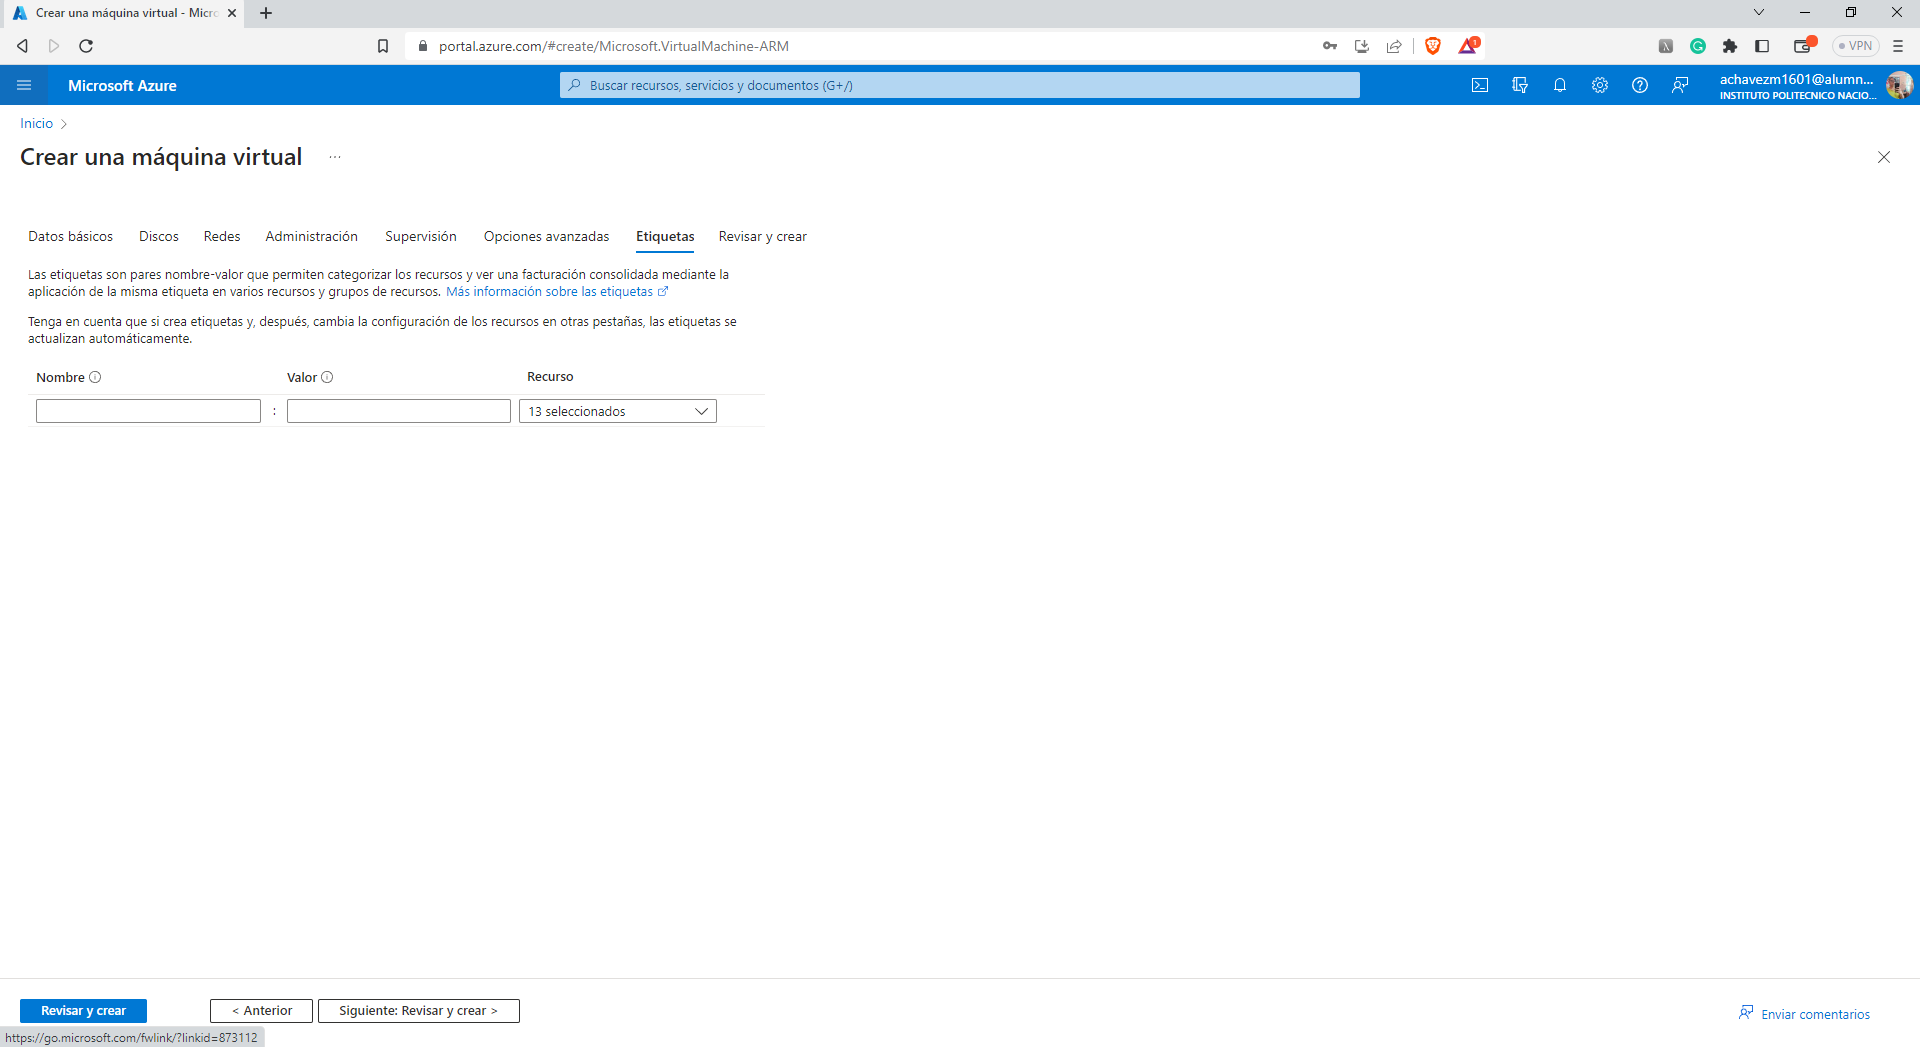 Crear una máquina virtual - Micro
portal.azure.com/#create/Microsoft.VirtualMachine-ARM
1
VPN
Microsoft Azure
Buscar recursos, servicios y documentos (G+/)
achavezm1601@alumn...
INSTITUTO POLITECNICO NACIO...
Inicio
Crear una máquina virtual
Datos básicos
Discos
Redes
Administración
Supervisión
Opciones avanzadas
Etiquetas
Revisar y crear
Las etiquetas son pares nombre-valor que permiten categorizar los recursos y ver una facturación consolidada mediante la
aplicación de la misma etiqueta en varios recursos y grupos de recursos. Más información sobre las etiquetas
Tenga en cuenta que si crea etiquetas y, después, cambia la configuración de los recursos en otras pestañas, las etiquetas se
actualizan automáticamente.
Nombre
Valor
Recurso
:
13 seleccionados
Revisar y crear
< Anterior
Siguiente: Revisar y crear >
Enviar comentarios
https://go.microsoft.com/fwlink/?linkid=873112